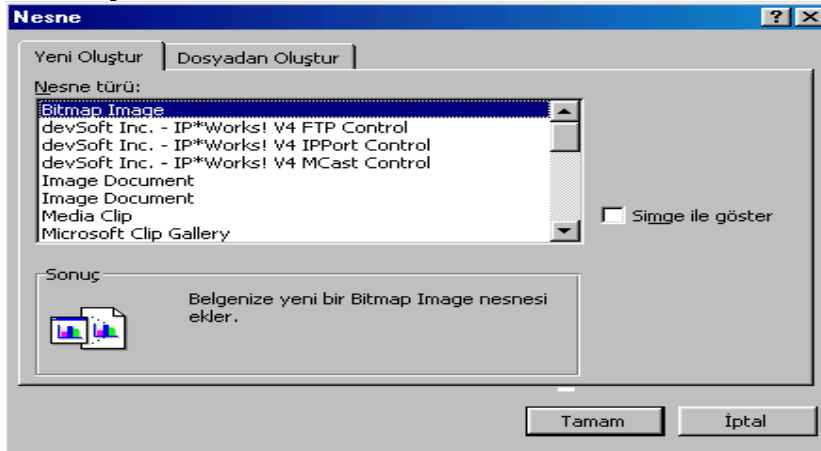 Nesne
Yeni Oluştur Dosyadan Oluştur
Nesne türü:
Bitmap Image
devSoft Inc. - IP*Works! V4 FTP Control
devSoft Inc. - IP*Works! V4 IPPort Control
devSoft Inc. - IP*Works! V4 MCast Control
Image Document
Image Document
Media Clip
Microsoft Clip Gallery
Simge ile göster
Sonuç
Belgenize yeni bir Bitmap Image nesnesi
ekler.
Tamam İptal